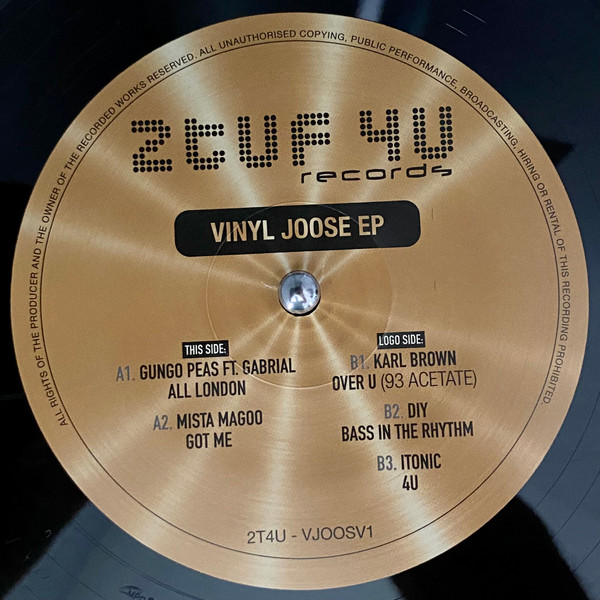 ALL RIGHTS OF THE PRODUCER AND THE OWNER OF THE RECORDED WORKS RESERVED. ALL UNAUTHORISED COPYING, PUBLIC PERFORMANCE, BROADCASTING, HIRING OR RENTAL OF THIS RECORDING PROHIBITED.
2tUF 4U
records
VINYL JOOSE EP
THIS SIDE:
A1. GUNGO PEAS FT. GABRIAL
ALL LONDON
A2. MISTA MAGOO
GOT ME
LOGO SIDE:
B1. KARL BROWN
OVER U (93 ACETATE)
B2. DIY
BASS IN THE RHYTHM
B3. ITONIC
4U
2T4U - VJOOSV1